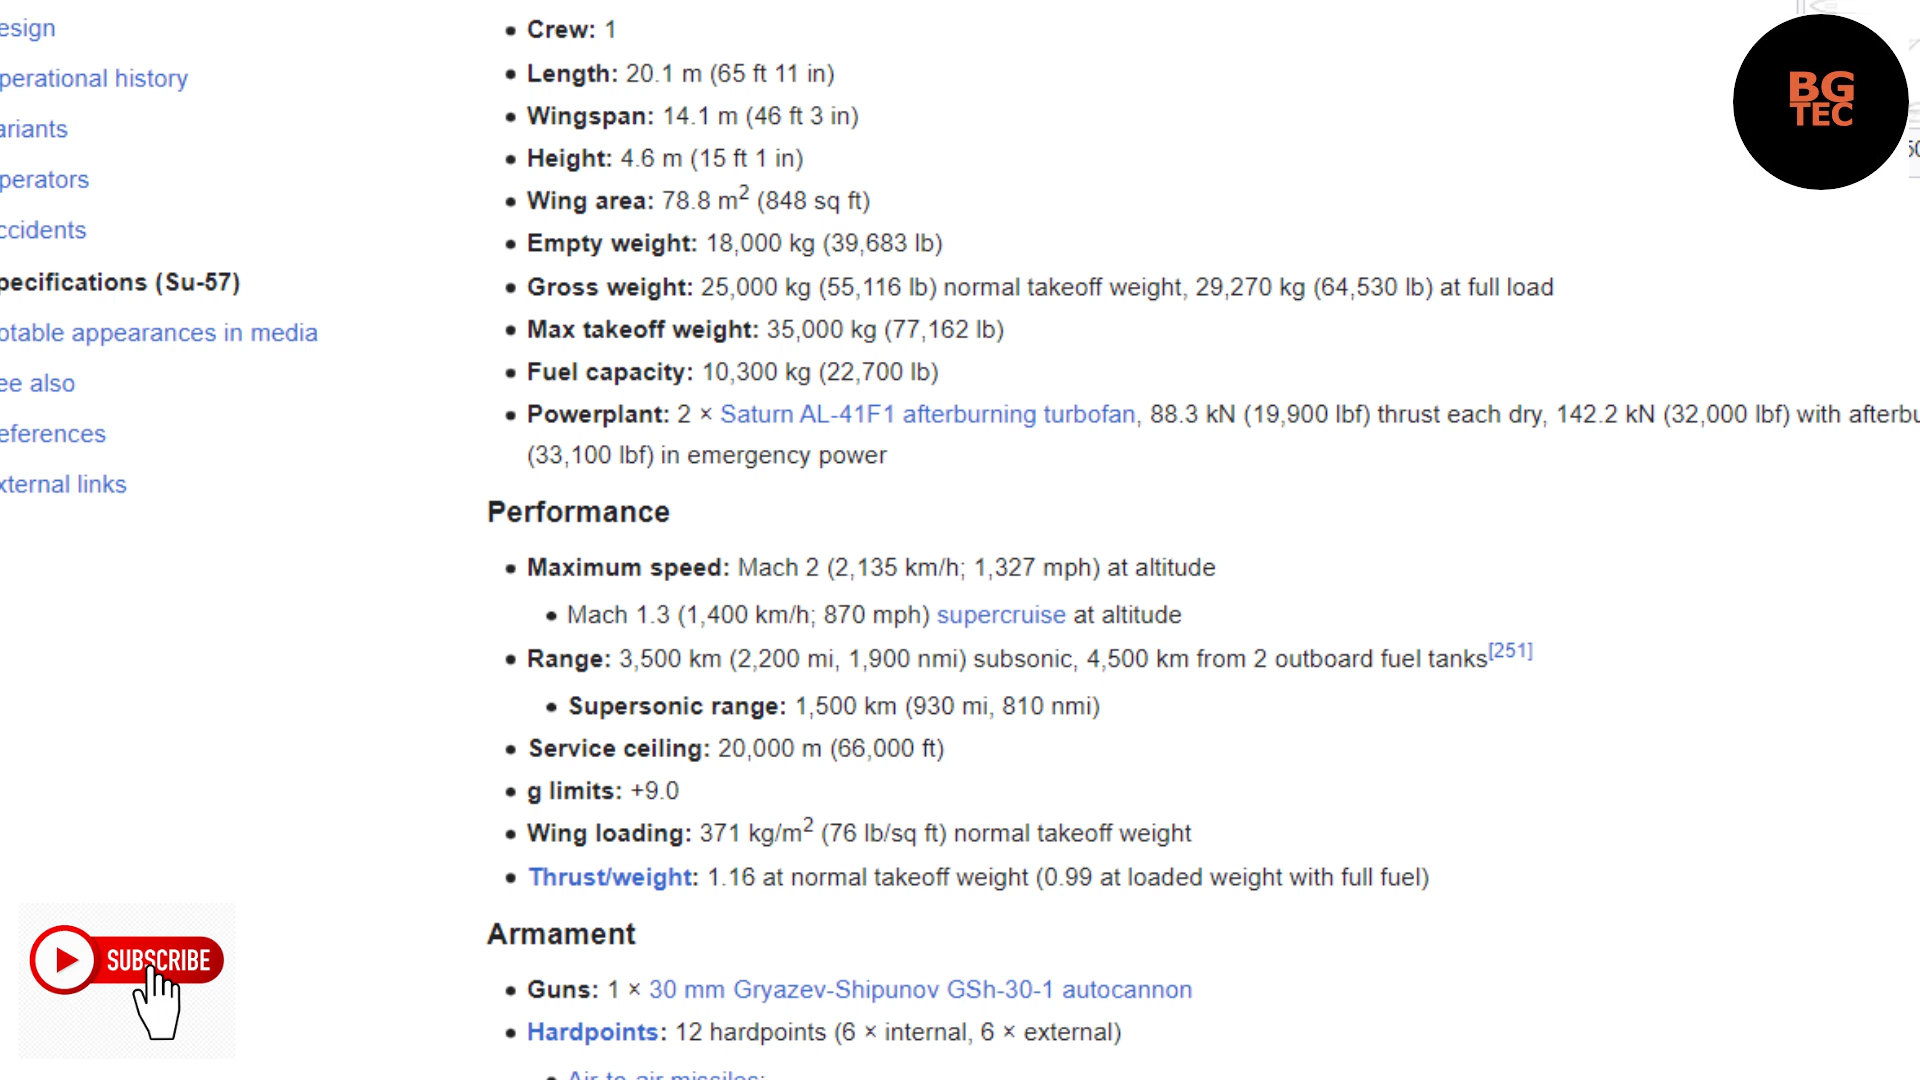 esign
perational history
ariants
perators
ccidents
pecifications (Su-57)
otable appearances in media
ee also
eferences
xternal links
• Crew: 1
• Length: 20.1 m (65 ft 11 in)
• Wingspan: 14.1 m (46 ft 3 in)
• Height: 4.6 m (15 ft 1 in)
• Wing area: 78.8 m² (848 sq ft)
• Empty weight: 18,000 kg (39,683 lb)
• Gross weight: 25,000 kg (55,116 lb) normal takeoff weight, 29,270 kg (64,530 lb) at full load
• Max takeoff weight: 35,000 kg (77,162 lb)
• Fuel capacity: 10,300 kg (22,700 lb)
• Powerplant: 2 × Saturn AL-41F1 afterburning turbofan, 88.3 kN (19,900 lbf) thrust each dry, 142.2 kN (32,000 lbf) with afterbu
(33,100 lbf) in emergency power
Performance
• Maximum speed: Mach 2 (2,135 km/h; 1,327 mph) at altitude
• Mach 1.3 (1,400 km/h; 870 mph) supercruise at altitude
• Range: 3,500 km (2,200 mi, 1,900 nmi) subsonic, 4,500 km from 2 outboard fuel tanks[251]
• Supersonic range: 1,500 km (930 mi, 810 nmi)
• Service ceiling: 20,000 m (66,000 ft)
• g limits: +9.0
• Wing loading: 371 kg/m² (76 lb/sq ft) normal takeoff weight
• Thrust/weight: 1.16 at normal takeoff weight (0.99 at loaded weight with full fuel)
Armament
• Guns: 1 × 30 mm Gryazev-Shipunov GSh-30-1 autocannon
• Hardpoints: 12 hardpoints (6 × internal, 6 × external)
• Air-to-air missiles:
BG
TEC
SUBSCRIBE